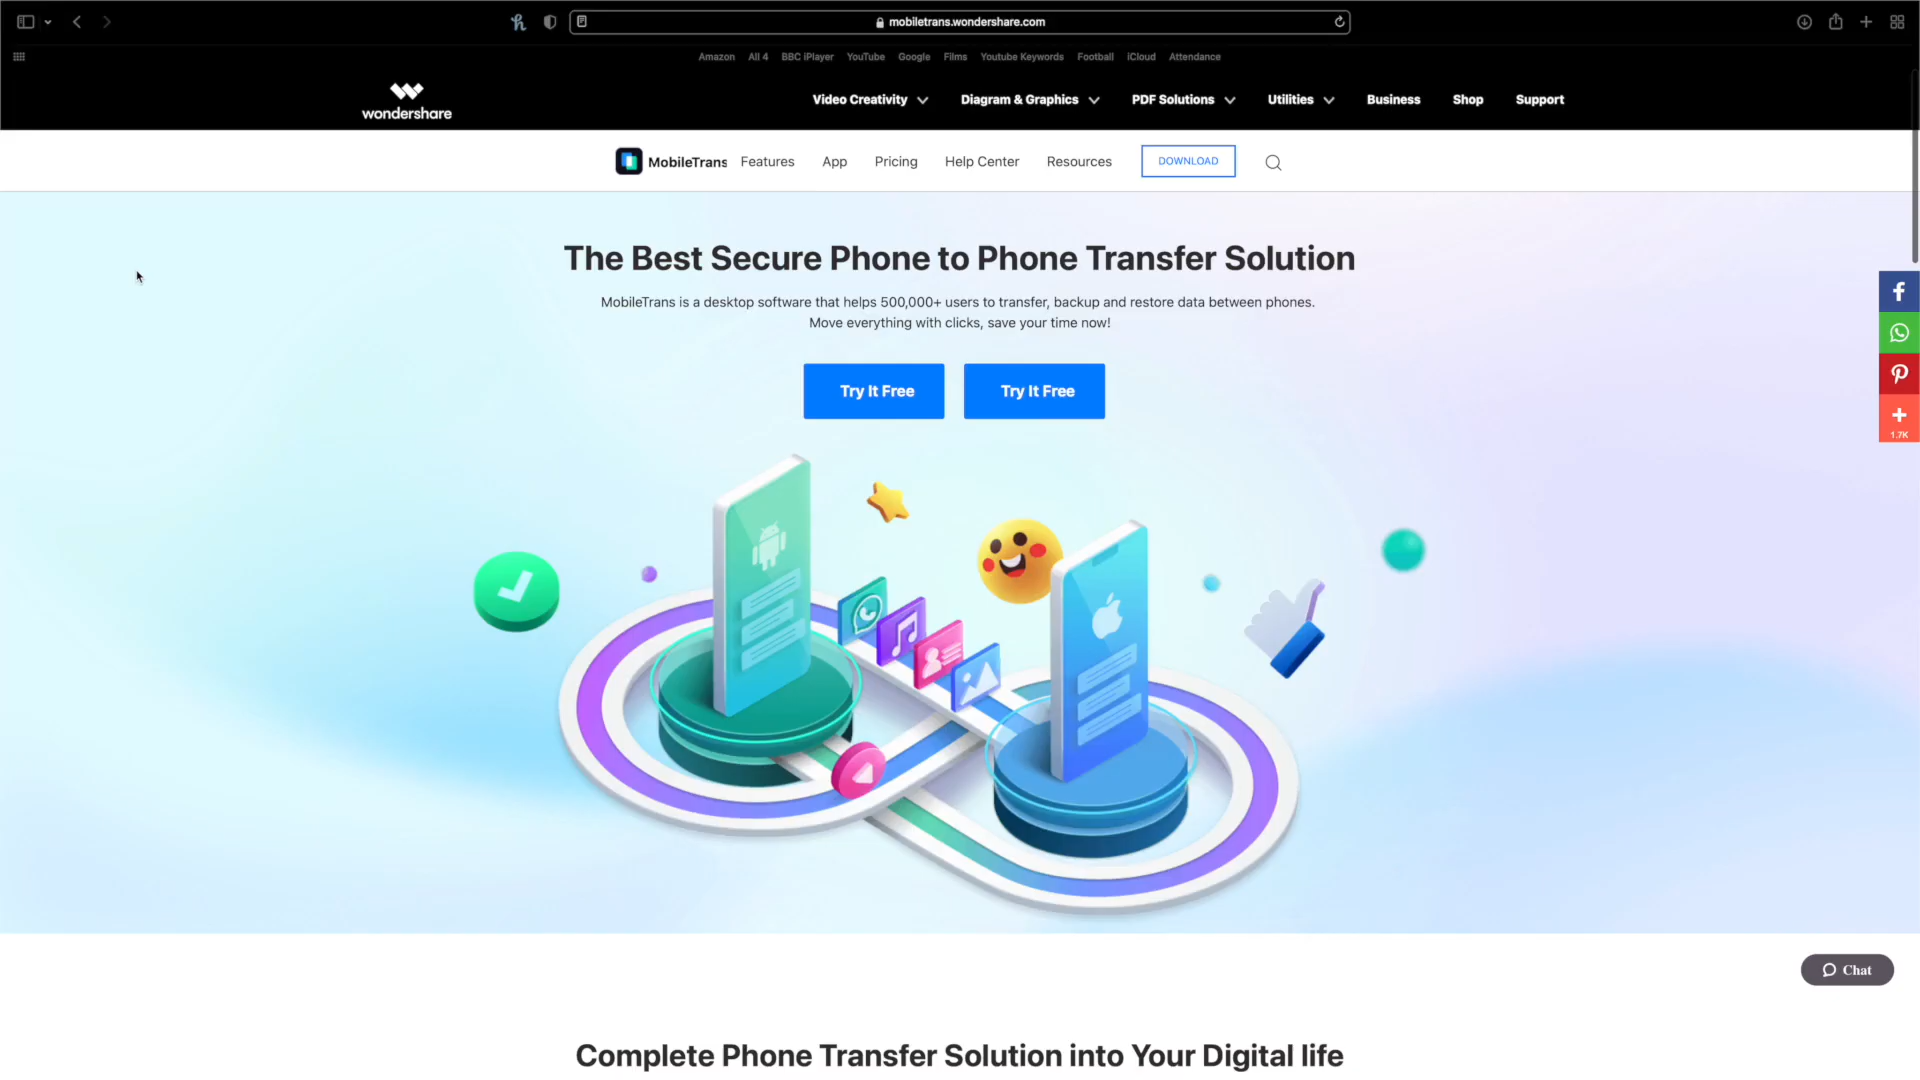 mobiletrans.wondershare.com
Amazon All 4 BBC iPlayer YouTube Google Films Youtube Keywords Football iCloud Attendance
wondershare
Video Creativity Diagram & Graphics PDF Solutions Utilities Business Shop Support
MobileTrans Features App Pricing Help Center Resources DOWNLOAD
The Best Secure Phone to Phone Transfer Solution
MobileTrans is a desktop software that helps 500,000+ users to transfer, backup and restore data between phones.
Move everything with clicks, save your time now!
Try It Free Try It Free
1.7K
Chat
Complete Phone Transfer Solution into Your Digital life